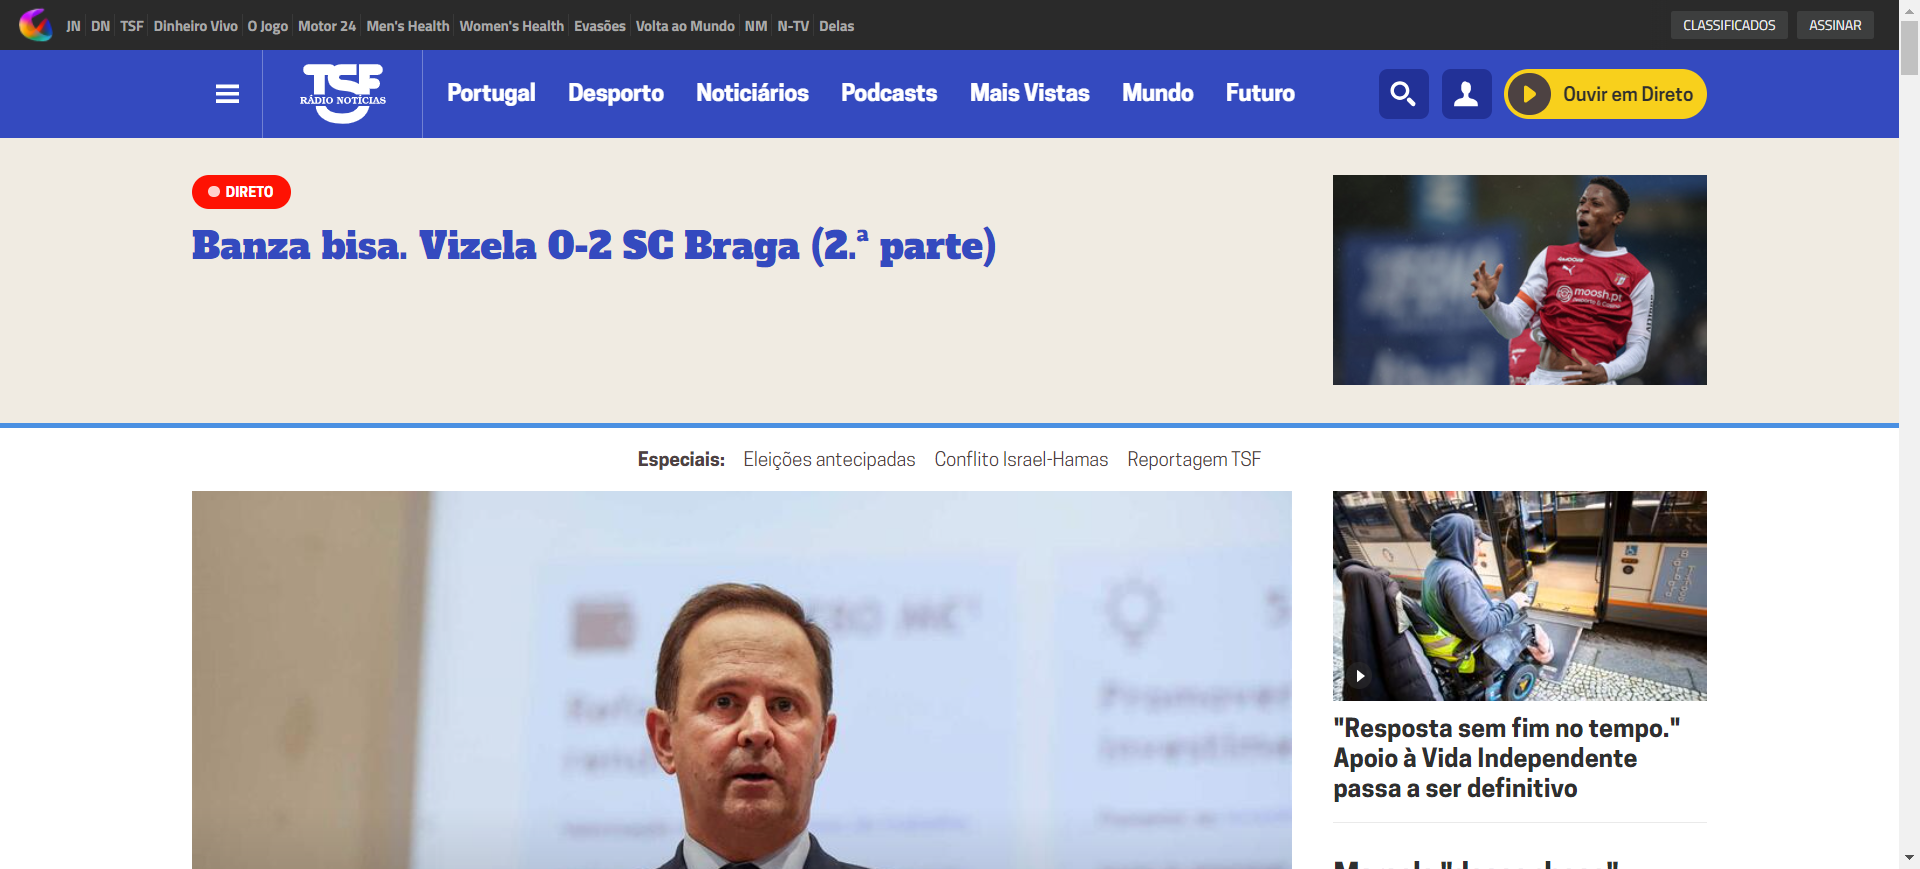 JN DN TSF Dinheiro Vivo O Jogo Motor 24 Men's Health Women's Health Evasões Volta ao Mundo NM N-TV Delas
CLASSIFICADOS ASSINAR
TSF
RÁDIO NOTÍCIAS
Portugal Desporto Noticiários Podcasts Mais Vistas Mundo Futuro
Ouvir em Direto
DIRETO
Banza bisa. Vizela 0-2 SC Braga (2.ª parte)
moosh.pt
Especiais: Eleições antecipadas Conflito Israel-Hamas Reportagem TSF
"Resposta sem fim no tempo."
Apoio à Vida Independente
passa a ser definitivo